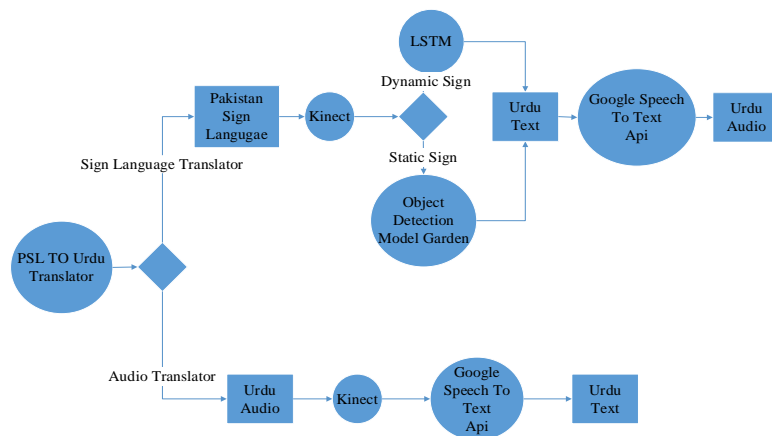 LSTM
Dynamic Sign
Pakistan
Sign
Langugae
Kinect
Urdu
Text
Google Speech
To Text
Api
Urdu
Audio
Static Sign
Sign Language Translator
Object
Detection
Model Garden
PSL TO Urdu
Translator
Audio Translator
Urdu
Audio
Kinect
Google
Speech To
Text
Api
Urdu
Text